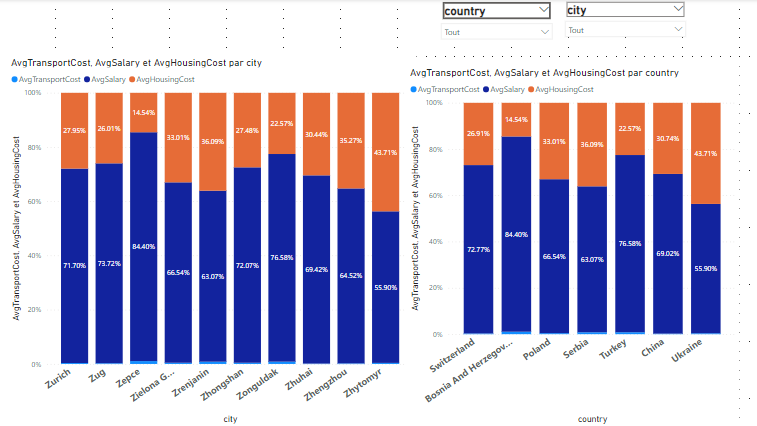 country
city
Tout
Tout
AvgTransportCost, AvgSalary et AvgHousingCost par city
AvgTransportCost AvgSalary AvgHousingCost
100%
80%
60%
40%
20%
0%
AvgTransportCost, AvgSalary et AvgHousingCost
27.95%
26.01%
14.54%
33.01%
36.09%
27.48%
22.57%
30.44%
35.27%
43.71%
71.70%
73.72%
84.40%
66.54%
63.07%
72.07%
76.58%
69.42%
64.52%
55.90%
Zurich
Zug
Zepce
Zielona G...
Zrenjanin
Zhongshan
Zonguldak
Zhuhai
Zhengzhou
Zhytomyr
city
AvgTransportCost, AvgSalary et AvgHousingCost par country
AvgTransportCost AvgSalary AvgHousingCost
100%
80%
60%
40%
20%
0%
AvgTransportCost, AvgSalary et AvgHousingCost
26.91%
14.54%
33.01%
36.09%
22.57%
30.74%
43.71%
72.77%
84.40%
66.54%
63.07%
76.58%
69.02%
55.90%
Switzerland
Bosnia And Herzegov...
Poland
Serbia
Turkey
China
Ukraine
country